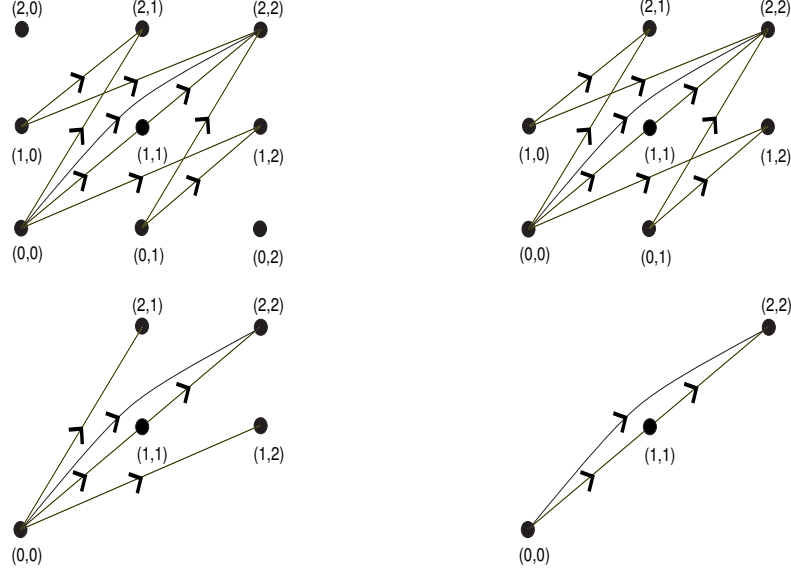 (2,0) (2,1) (2,2) (2,1) (2,2)
(1,0) (1,1) (1,2) (1,0) (1,1) (1,2)
(0,0) (0,1) (0,2) (0,0) (0,1)
(2,1) (2,2) (2,2)
(1,1) (1,2) (1,1)
(0,0) (0,0)